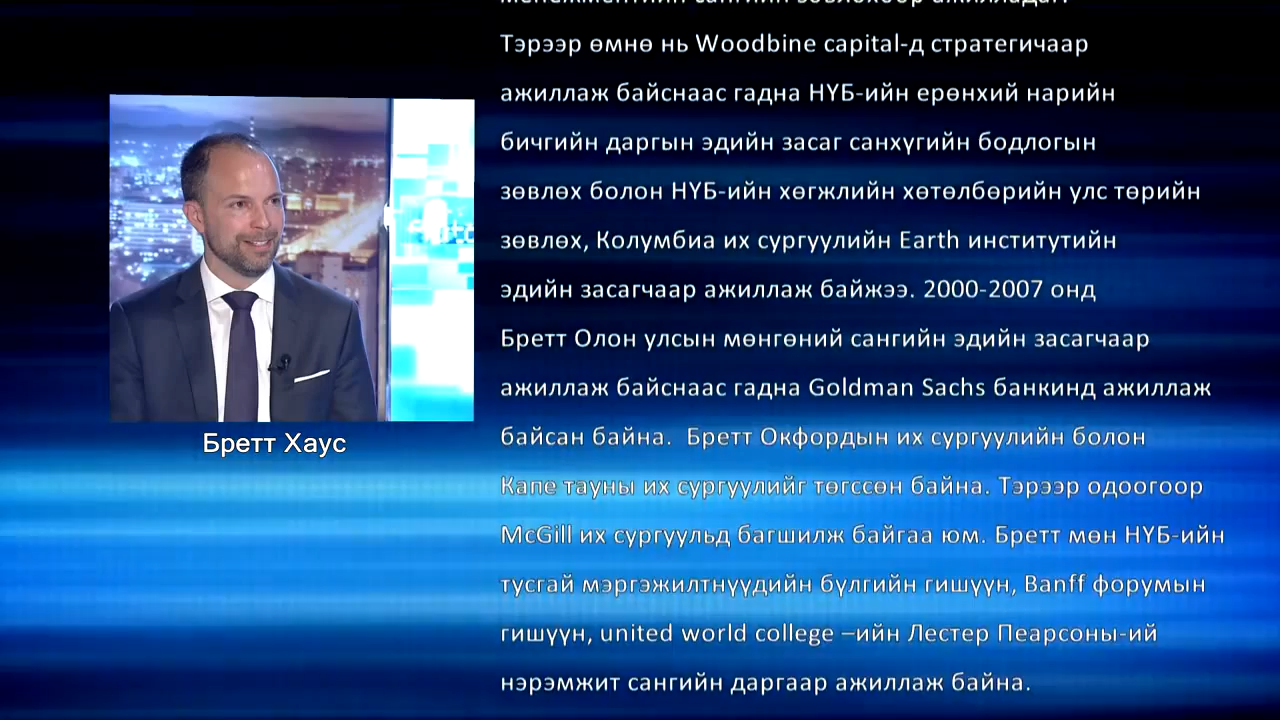 Тэрээр өмнө нь Woodbine capital-д стратегичаар
ажиллаж байснаас гадна НҮБ-ийн ерөнхий нарийн
бичгийн даргын эдийн засаг санхүгийн бодлогын
зөвлөх болон НҮБ-ийн хөгжлийн хөтөлбөрийн улс төрийн
зөвлөх, Колумбиа их сургуулийн Earth институтийн
эдийн засагчаар ажиллаж байжээ. 2000-2007 онд
Бретт Олон улсын мөнгөний сангийн эдийн засагчаар
ажиллаж байснаас гадна Goldman Sachs банкинд ажиллаж
байсан байна. Бретт Окфордын их сургуулийн болон
Капе тауны их сургуулийг төгссөн байна. Тэрээр одоогоор
McGill их сургуульд багшилж байгаа юм. Бретт мөн НҮБ-ийн
тусгай мэргэжилтнүүдийн бүлгийн гишүүн, Banff форумын
гишүүн, united world college –ийн Лестер Пеарсоны-ий
нэрэмжит сангийн даргаар ажиллаж байна.
Бретт Хаус